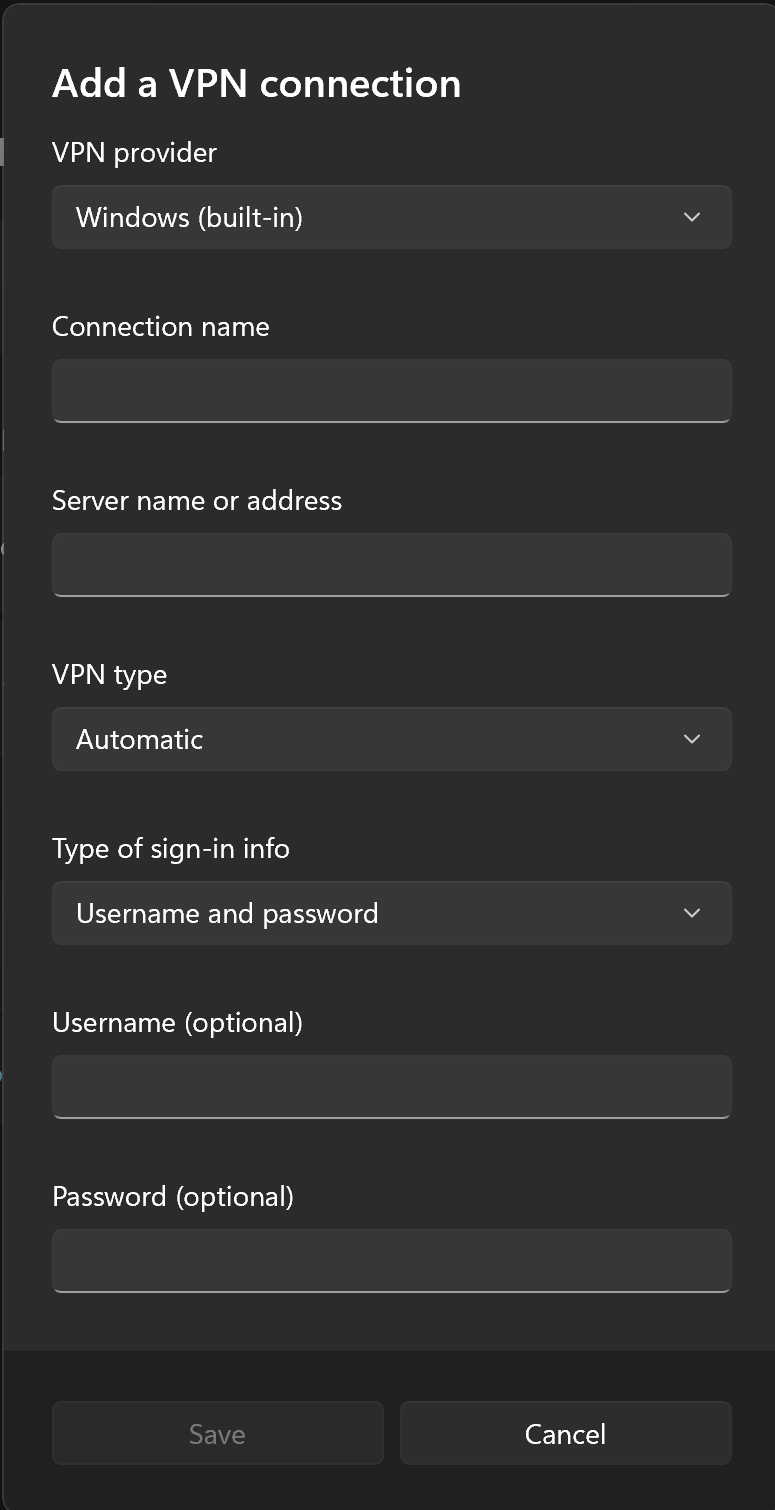 Add a VPN connection
VPN provider
Windows (built-in)
Connection name
Server name or address
VPN type
Automatic
Type of sign-in info
Username and password
Username (optional)
Password (optional)
Save
Cancel